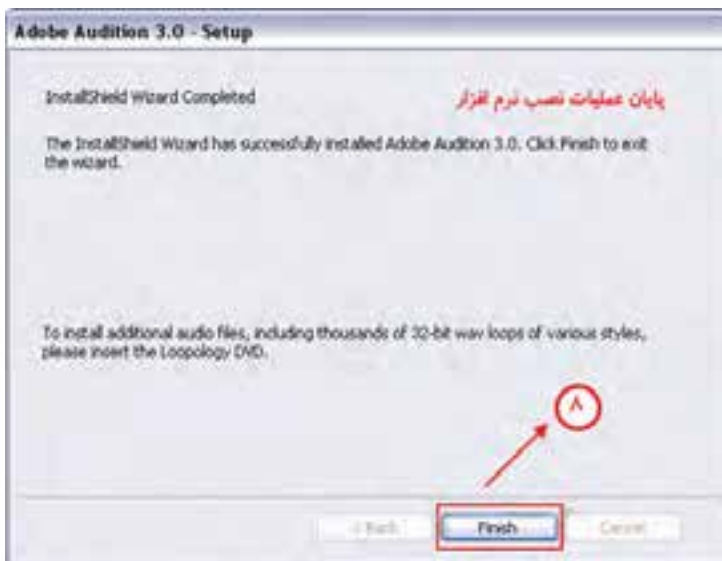 Adobe Audition 3.0 - Setup
InstallShield Wizard Completed
پایان عملیات نصب نرم افزار
The InstallShield Wizard has successfully installed Adobe Audition 3.0. Click Finish to exit
the wizard.
To install additional audio files, including thousands of 32-bit wav loops of various styles,
please insert the Loopology DVD.
۸
< Back
Finish
Cancel